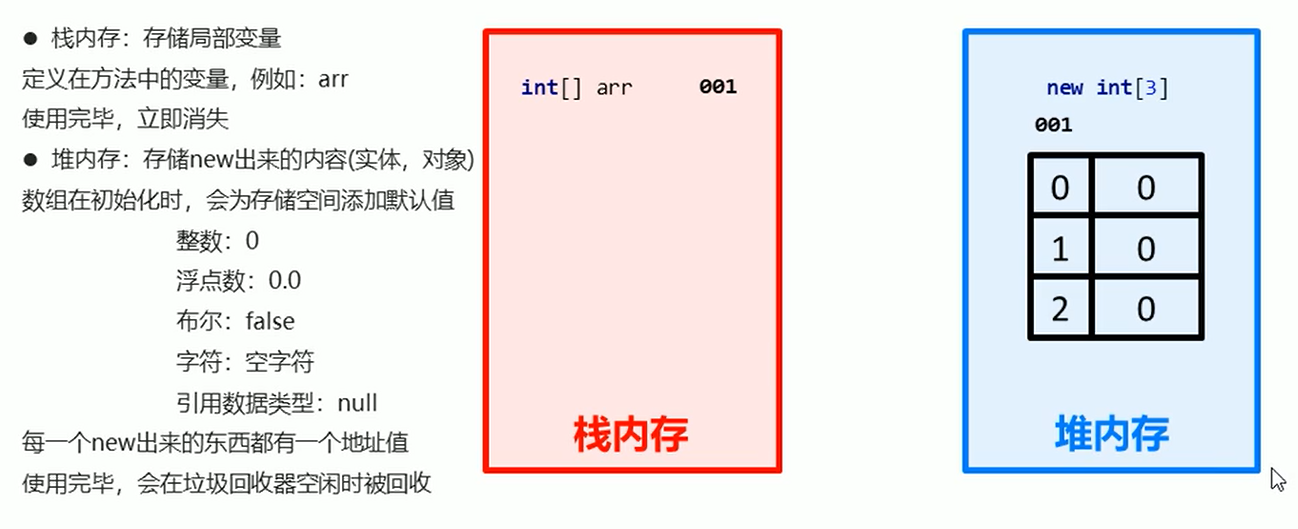 ● 栈内存：存储局部变量
定义在方法中的变量，例如：arr
使用完毕，立即消失
● 堆内存：存储new出来的内容(实体，对象)
数组在初始化时，会为存储空间添加默认值
整数：0
浮点数：0.0
布尔：false
字符：空字符
引用数据类型：null
每一个new出来的东西都有一个地址值
使用完毕，会在垃圾回收器空闲时被回收
int[] arr 001
栈内存
new int[3]
001
0 0
1 0
2 0
堆内存